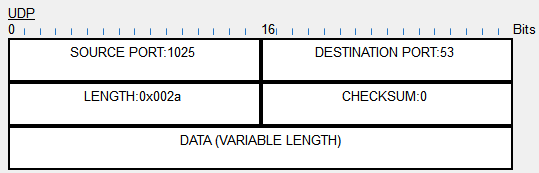 UDP
0 16 Bits
SOURCE PORT:1025 DESTINATION PORT:53
LENGTH:0x002a CHECKSUM:0
DATA (VARIABLE LENGTH)